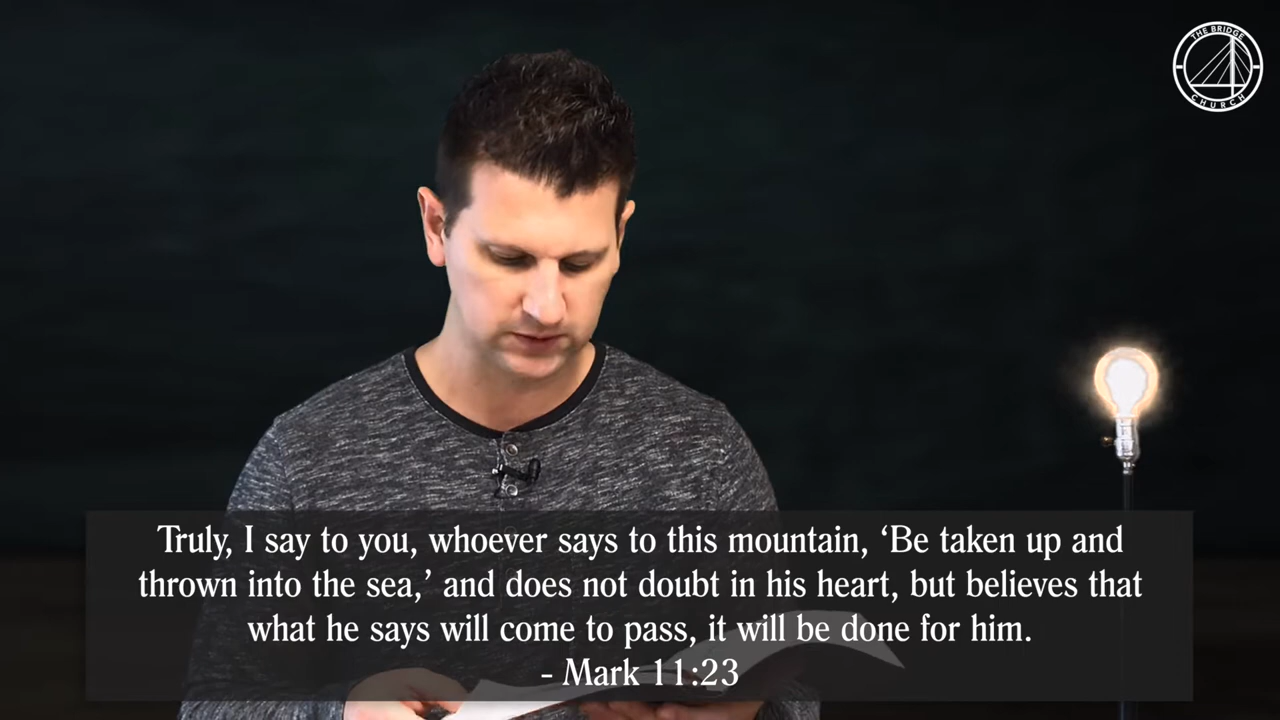 THE BRIDGE
CHURCH
Truly, I say to you, whoever says to this mountain, ‘Be taken up and
thrown into the sea,’ and does not doubt in his heart, but believes that
what he says will come to pass, it will be done for him.
- Mark 11:23